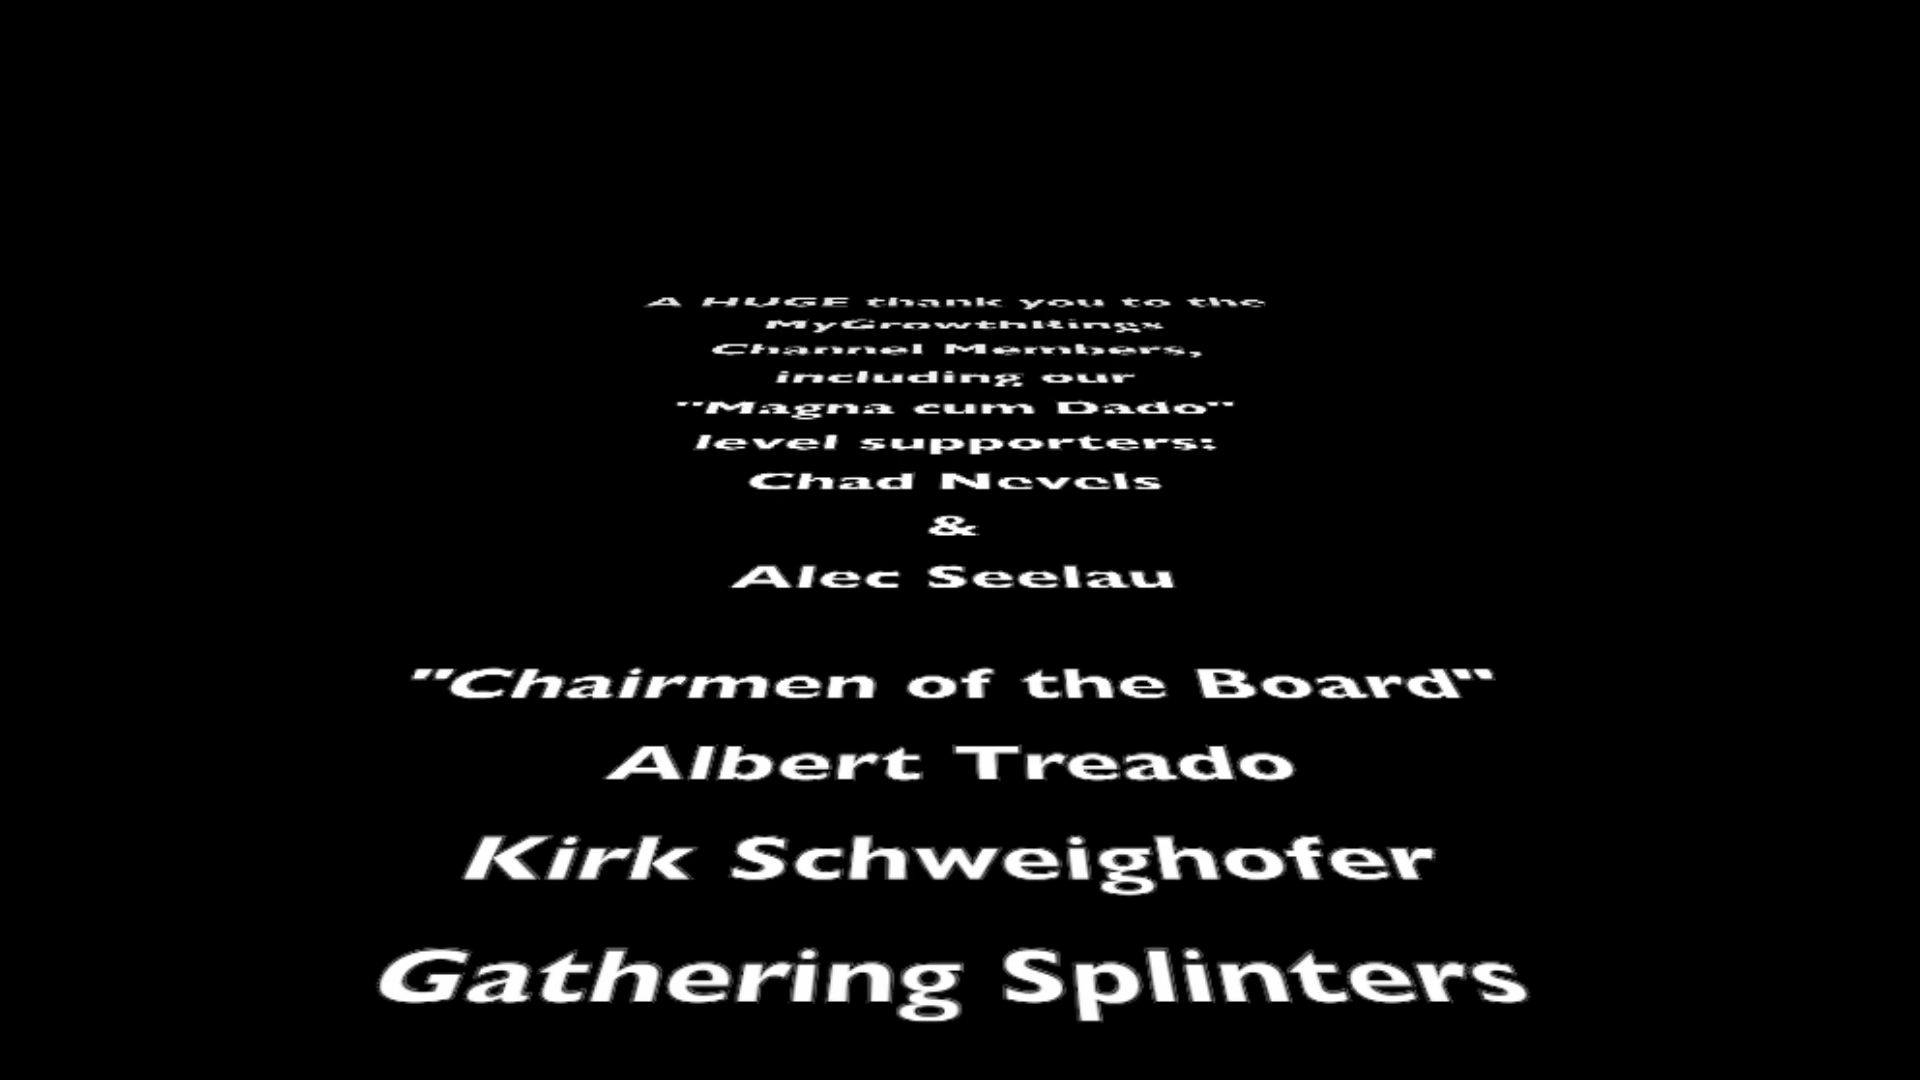 A HUGE thank you to the
MyGrowthRings
Channel Members,
including our
"Magna cum Dado"
level supporters:
Chad Nevels
&
Alec Seelau
"Chairmen of the Board"
Albert Treado
Kirk Schweighofer
Gathering Splinters